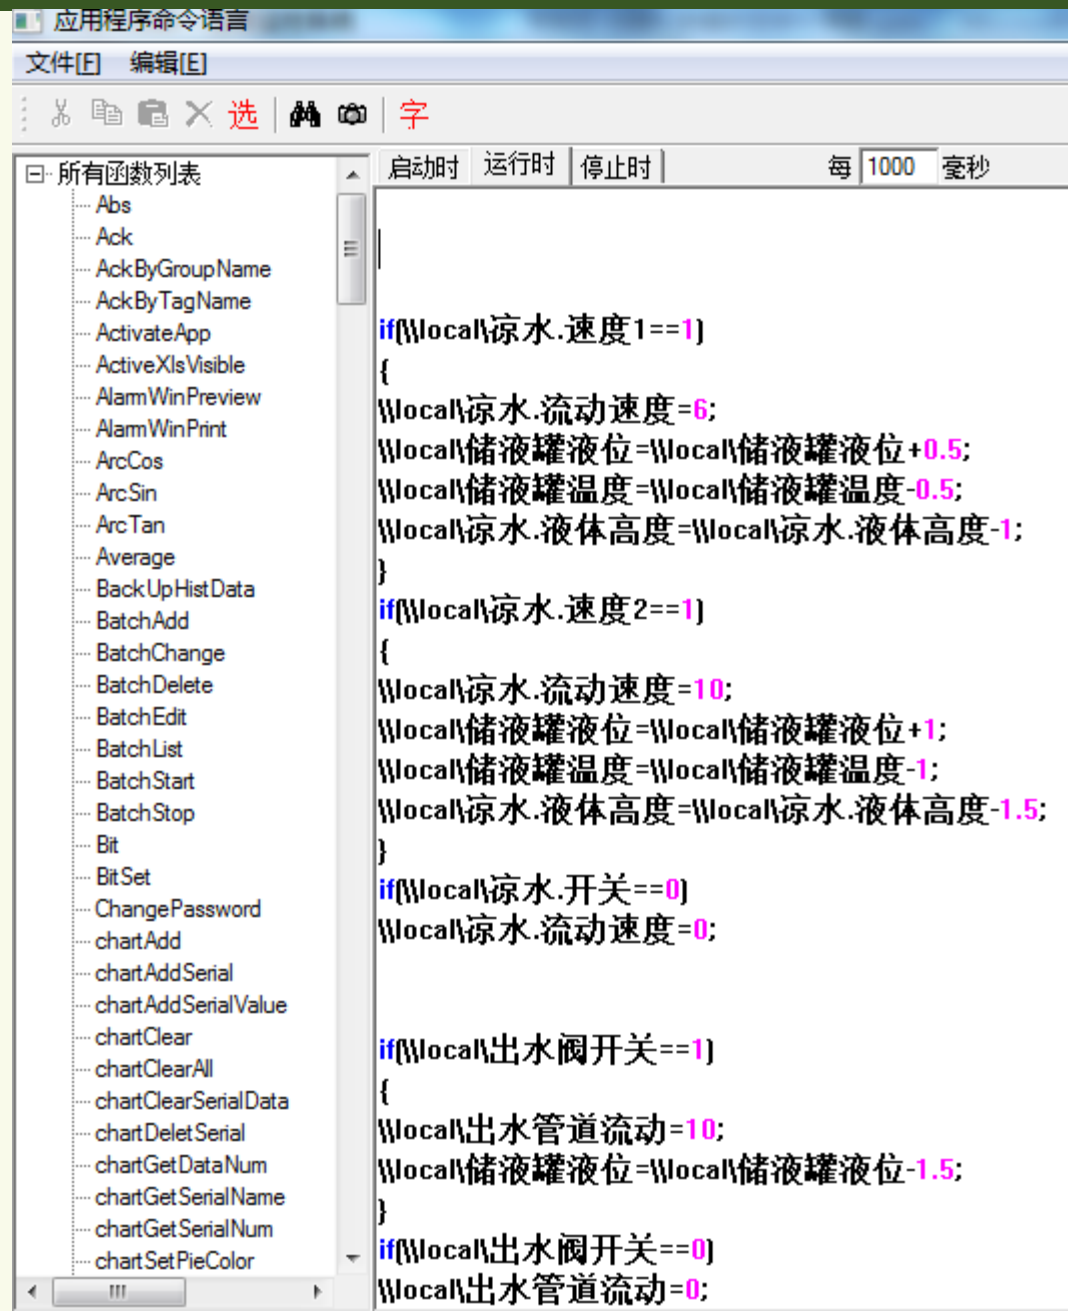 应用程序命令语言
文件[F] 编辑[E]
选 字
启动时 运行时 停止时 每 1000 毫秒
所有函数列表
Abs
Ack
AckByGroupName
AckByTagName
ActivateApp
ActiveXlsVisible
AlarmWinPreview
AlarmWinPrint
ArcCos
ArcSin
ArcTan
Average
BackUpHistData
BatchAdd
BatchChange
BatchDelete
BatchEdit
BatchList
BatchStart
BatchStop
Bit
BitSet
ChangePassword
chartAdd
chartAddSerial
chartAddSerialValue
chartClear
chartClearAll
chartClearSerialData
chartDeletSerial
chartGetDataNum
chartGetSerialName
chartGetSerialNum
chartSetPieColor
if(\\local\凉水.速度1==1)
{
\\local\凉水.流动速度=6;
\\local\储液罐液位=\\local\储液罐液位+0.5;
\\local\储液罐温度=\\local\储液罐温度-0.5;
\\local\凉水.液体高度=\\local\凉水.液体高度-1;
}
if(\\local\凉水.速度2==1)
{
\\local\凉水.流动速度=10;
\\local\储液罐液位=\\local\储液罐液位+1;
\\local\储液罐温度=\\local\储液罐温度-1;
\\local\凉水.液体高度=\\local\凉水.液体高度-1.5;
}
if(\\local\凉水.开关==0)
\\local\凉水.流动速度=0;
if(\\local\出水阀开关==1)
{
\\local\出水管道流动=10;
\\local\储液罐液位=\\local\储液罐液位-1.5;
}
if(\\local\出水阀开关==0)
\\local\出水管道流动=0;